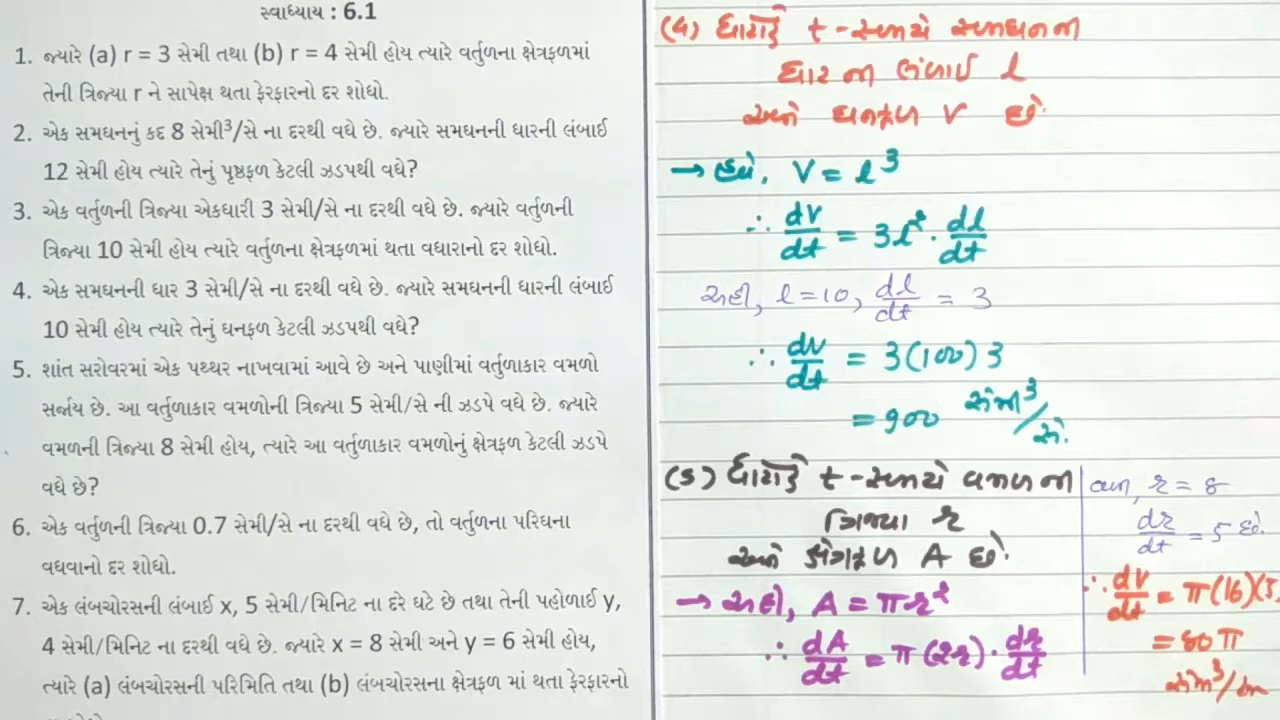 સ્વાધ્યાય : 6.1
1. જ્યારે (a) r = 3 સેમી તથા (b) r = 4 સેમી હોય ત્યારે વર્તુળના ક્ષેત્રફળમાં
તેની ત્રિજ્યા r ને સાપેક્ષ થતા ફેરફારનો દર શોધો.
2. એક સમઘનનું કદ 8 સેમી³/સે ના દરથી વધે છે. જ્યારે સમઘનની ધારની લંબાઈ
12 સેમી હોય ત્યારે તેનું પૃષ્ઠફળ કેટલી ઝડપથી વધે?
3. એક વર્તુળની ત્રિજ્યા એકધારી 3 સેમી/સે ના દરથી વધે છે. જ્યારે વર્તુળની
ત્રિજ્યા 10 સેમી હોય ત્યારે વર્તુળના ક્ષેત્રફળમાં થતા વધારાનો દર શોધો.
4. એક સમઘનની ધાર 3 સેમી/સે ના દરથી વધે છે. જ્યારે સમઘનની ધારની લંબાઈ
10 સેમી હોય ત્યારે તેનું ઘનફળ કેટલી ઝડપથી વધે?
5. શાંત સરોવરમાં એક પથ્થર નાખવામાં આવે છે અને પાણીમાં વર્તુળાકાર વમળો
સર્જાય છે. આ વર્તુળાકાર વમળોની ત્રિજ્યા 5 સેમી/સે ની ઝડપે વધે છે. જ્યારે
વમળની ત્રિજ્યા 8 સેમી હોય, ત્યારે આ વર્તુળાકાર વમળોનું ક્ષેત્રફળ કેટલી ઝડપે
વધે છે?
6. એક વર્તુળની ત્રિજ્યા 0.7 સેમી/સે ના દરથી વધે છે, તો વર્તુળના પરિઘના
વધવાનો દર શોધો.
7. એક લંબચોરસની લંબાઈ x, 5 સેમી/મિનિટ ના દરે ઘટે છે તથા તેની પહોળાઈ y,
4 સેમી/મિનિટ ના દરથી વધે છે. જ્યારે x = 8 સેમી અને y = 6 સેમી હોય,
ત્યારે (a) લંબચોરસની પરિમિતિ તથા (b) લંબચોરસના ક્ષેત્રફળ માં થતા ફેરફારનો
(૪) ધારોકે t-સમયે સમઘનના
ધાર ના લંબાઈ l
અને ઘનફળ V છે.
→ હવે, V = l³
∴ dV/dt = 3l² · dl/dt
અહી, l = 10, dl/dt = 3
∴ dv/dt = 3(100) 3
= 900 સેમી³/સે.
(૫) ધારોકે t-સમયે વમળના
ત્રિજ્યા r
અને ક્ષેત્રફળ A છે.
→ અહી, A = πr²
∴ dA/dt = π(2r) · dr/dt
r = 8
dr/dt = 5 છે.
∴ dV/dt = π(16)(5)
= 80π